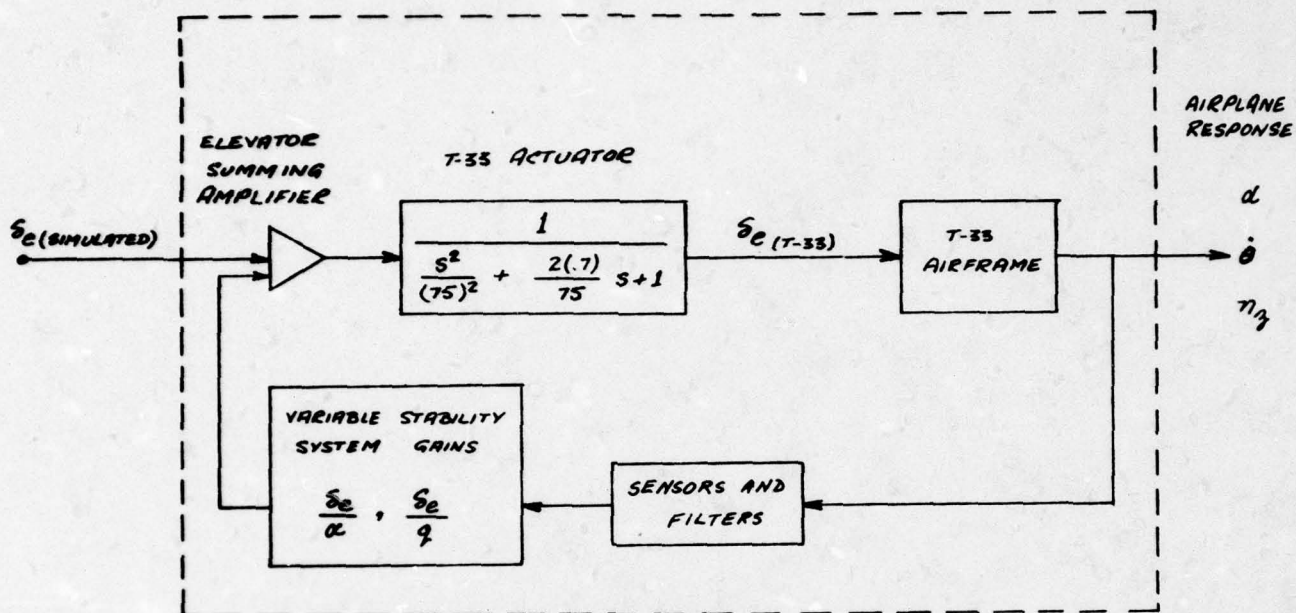 AIRPLANE
RESPONSE
ELEVATOR
SUMMING
AMPLIFIER
T-33 ACTUATOR
δe(SIMULATED)
1
S²
(75)²
+
2(.7)
75
S+1
δe(T-33)
T-33
AIRFRAME
α
θ̇
nz
VARIABLE STABILITY
SYSTEM GAINS
δe
α
,
δe
q
SENSORS AND
FILTERS